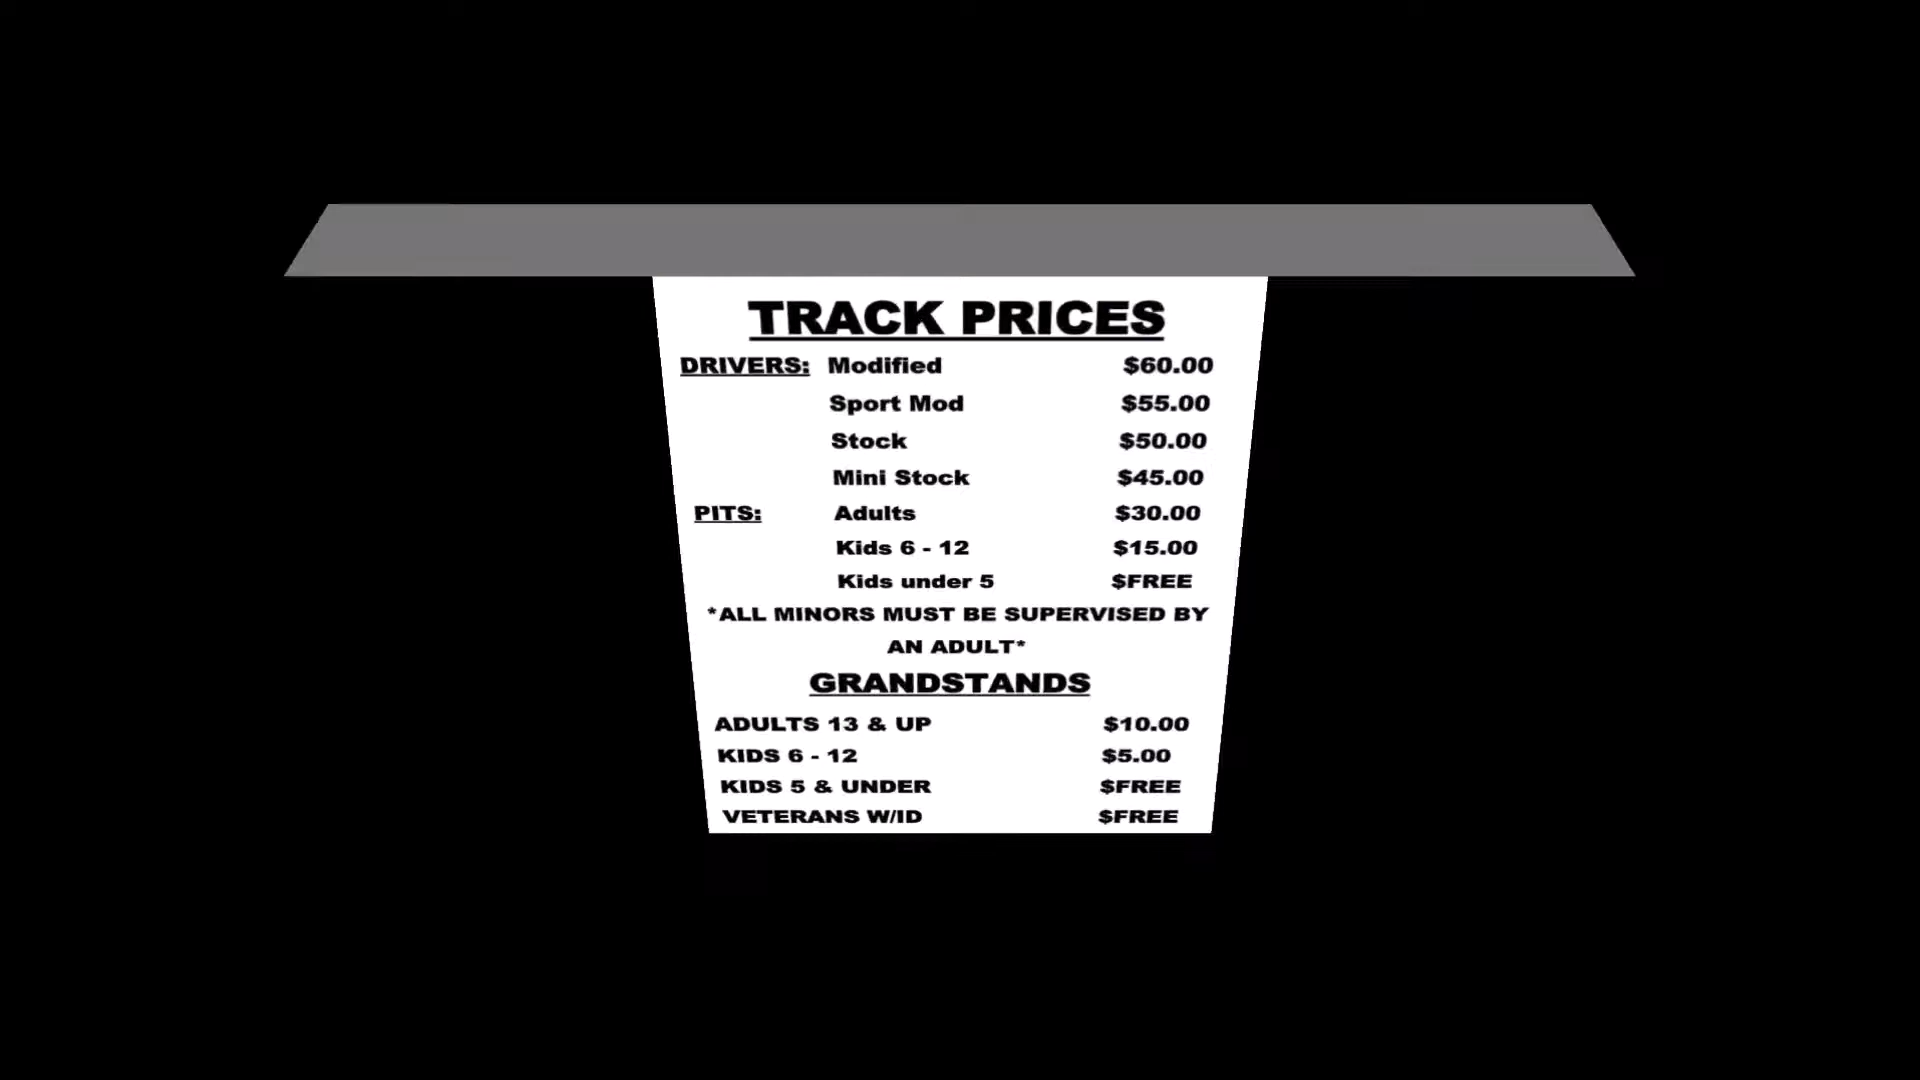 TRACK PRICES
DRIVERS: Modified $60.00
Sport Mod $55.00
Stock $50.00
Mini Stock $45.00
PITS: Adults $30.00
Kids 6 - 12 $15.00
Kids under 5 $FREE
*ALL MINORS MUST BE SUPERVISED BY
AN ADULT*
GRANDSTANDS
ADULTS 13 & UP $10.00
KIDS 6 - 12 $5.00
KIDS 5 & UNDER $FREE
VETERANS W/ID $FREE